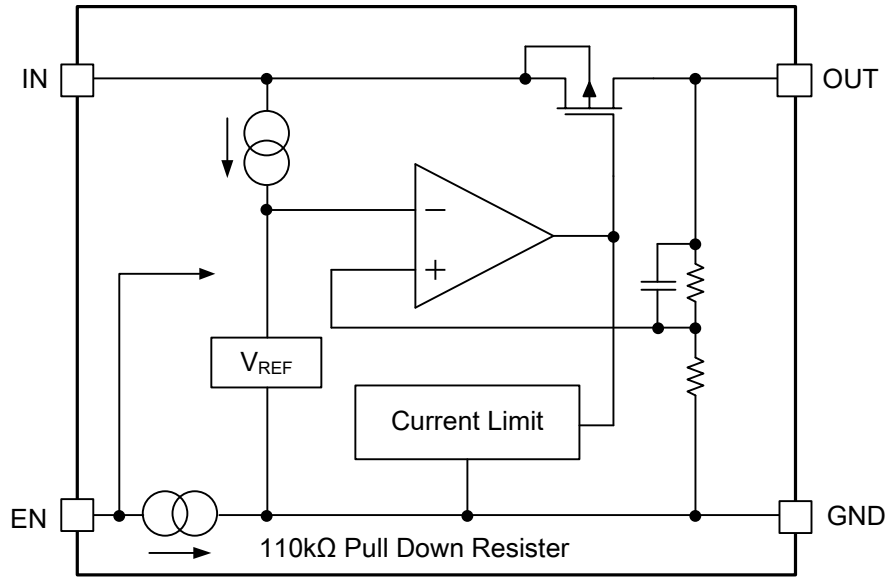 IN
OUT
−
+
V_REF
Current Limit
EN
GND
110kΩ Pull Down Resister